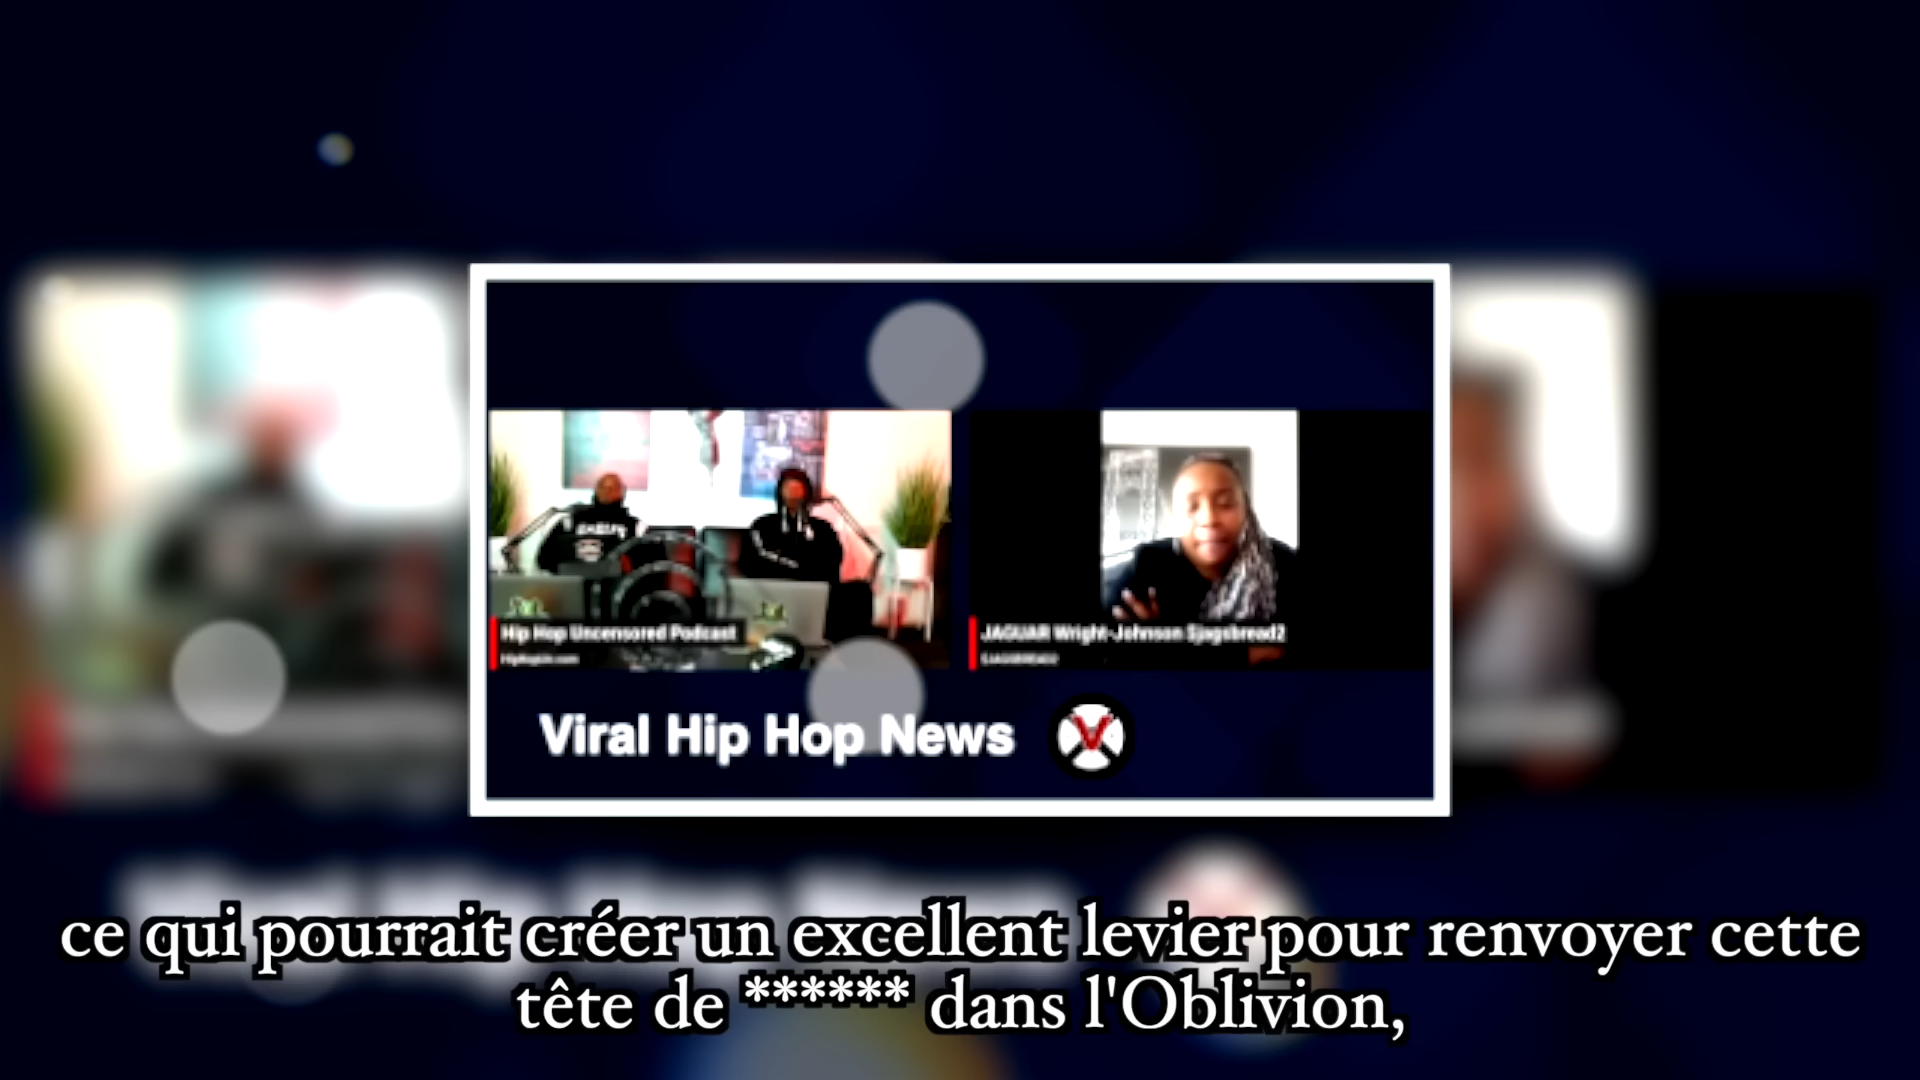 Hip Hop Uncensored Podcast
JAGUAR Wright-Johnson $jagsbread2
Viral Hip Hop News
V
ce qui pourrait créer un excellent levier pour renvoyer cette
tête de ****** dans l'Oblivion,